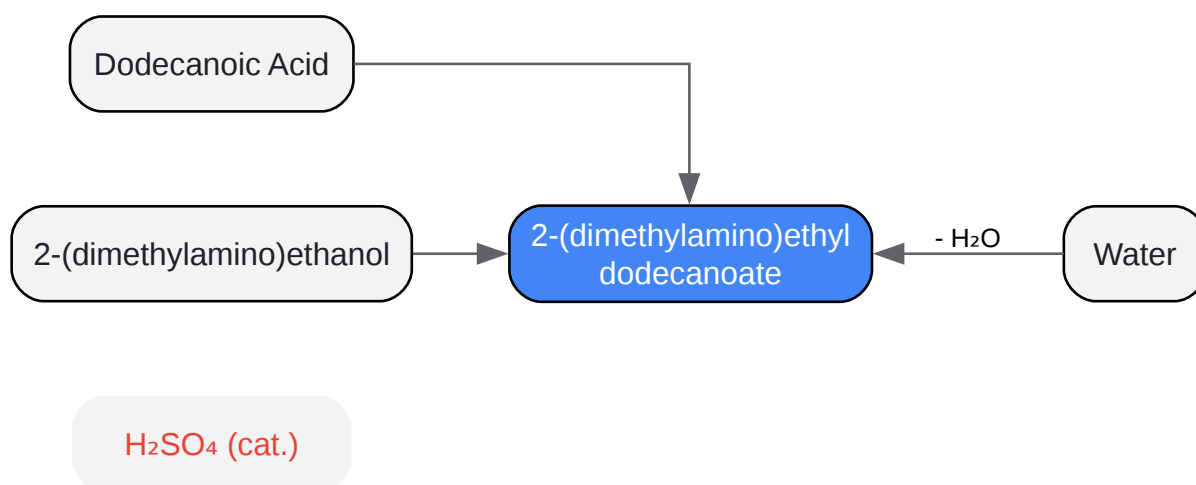 Dodecanoic Acid
2-(dimethylamino)ethanol
2-(dimethylamino)ethyl
dodecanoate
- H₂O
Water
H₂SO₄ (cat.)